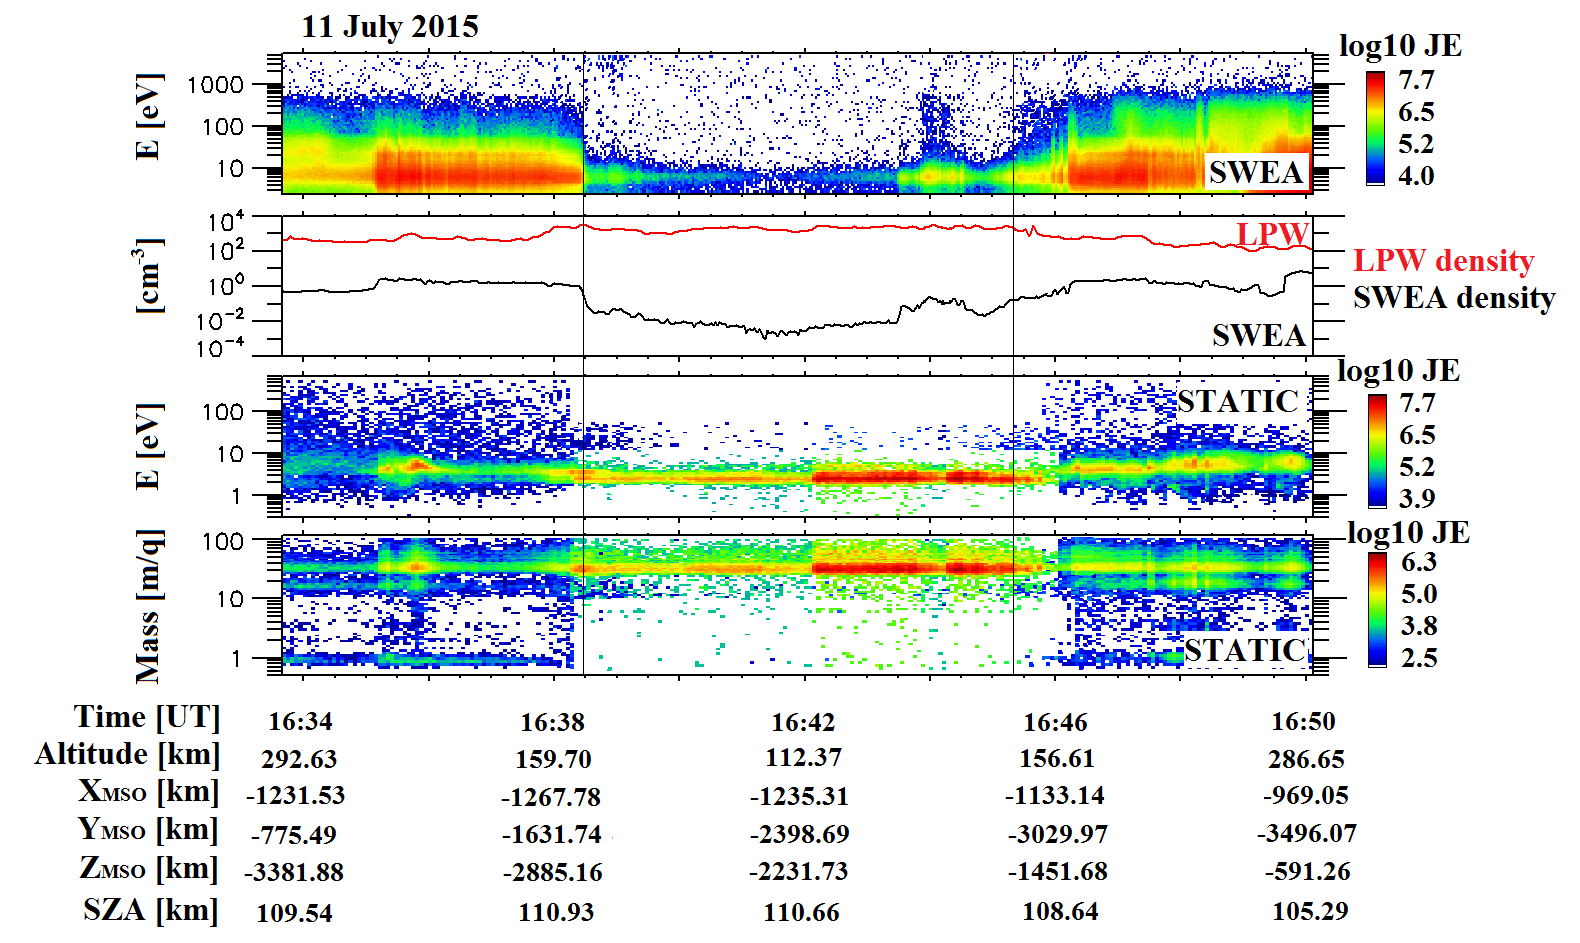 11 July 2015
log10 JE
E [eV]
1000
100
10
7.7
6.5
5.2
4.0
SWEA
[cm-3]
10^4
10^2
10^0
10^-2
10^-4
LPW
SWEA
LPW density
SWEA density
log10 JE
E [eV]
100
10
1
STATIC
7.7
6.5
5.2
3.9
log10 JE
Mass [m/q]
100
10
1
STATIC
6.3
5.0
3.8
2.5
Time [UT] 16:34 16:38 16:42 16:46 16:50
Altitude [km] 292.63 159.70 112.37 156.61 286.65
XMSO [km] -1231.53 -1267.78 -1235.31 -1133.14 -969.05
YMSO [km] -775.49 -1631.74 -2398.69 -3029.97 -3496.07
ZMSO [km] -3381.88 -2885.16 -2231.73 -1451.68 -591.26
SZA [km] 109.54 110.93 110.66 108.64 105.29